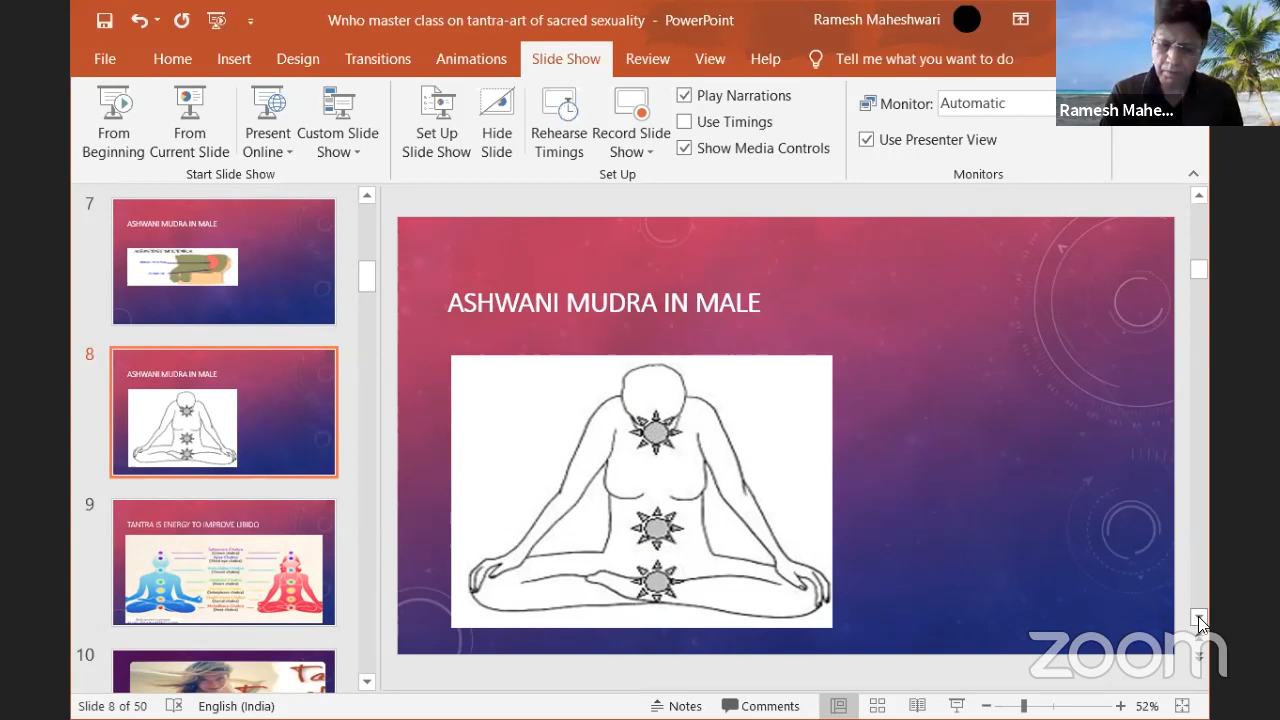 Wnho master class on tantra-art of sacred sexuality - PowerPoint
Ramesh Maheshwari
File Home Insert Design Transitions Animations Slide Show Review View Help Tell me what you want to do
Ramesh Mahe...
From Beginning
From Current Slide
Present Online
Custom Slide Show
Start Slide Show
Set Up Slide Show
Hide Slide
Rehearse Timings
Record Slide Show
Play Narrations
Use Timings
Show Media Controls
Set Up
Monitor: Automatic
Use Presenter View
Monitors
7
ASHWANI MUDRA IN MALE
8
ASHWANI MUDRA IN MALE
9
TANTRA IS ENERGY TO IMPROVE LIBIDO
10
ASHWANI MUDRA IN MALE
zoom
Slide 8 of 50 English (India) Notes Comments 52%